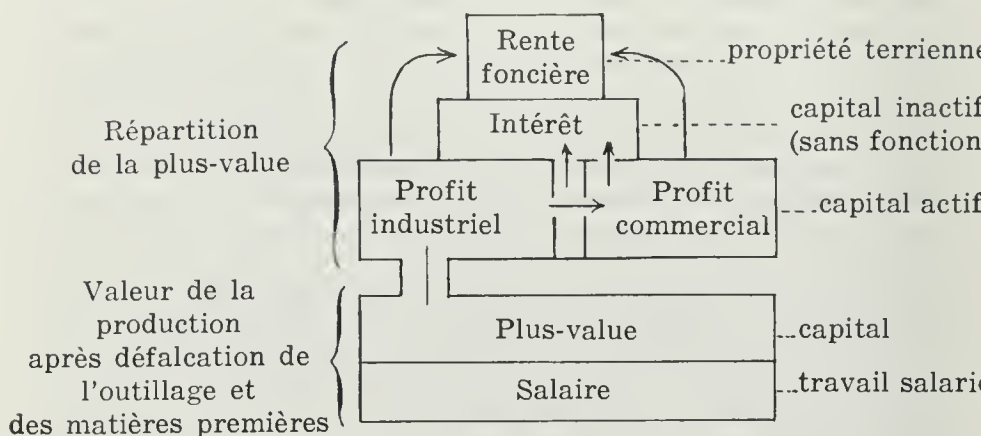 Rente
foncière
propriété terrienne
Répartition
de la plus-value
Intérêt
capital inactif
(sans fonction
Profit
industriel
Profit
commercial
capital actif
Valeur de la
production
après défalcation de
l'outillage et
des matières premières
Plus-value
capital
Salaire
travail salarié